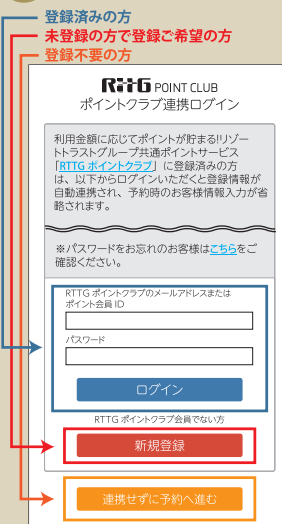 登録済みの方
未登録の方で登録ご希望の方
登録不要の方
RTTG POINT CLUB
ポイントクラブ連携ログイン
利用金額に応じてポイントが貯まる!!リゾー
トトラストグループ共通ポイントサービス
「RTTG ポイントクラブ」に登録済みの方
は、以下からログインいただくと登録情報が
自動連携され、予約時のお客様情報入力が省
略されます。
※パスワードをお忘れのお客様はこちらをご
確認ください。
RTTG ポイントクラブのメールアドレスまたは
ポイント会員 ID
パスワード
ログイン
RTTG ポイントクラブ会員でない方
新規登録
連携せずに予約へ進む